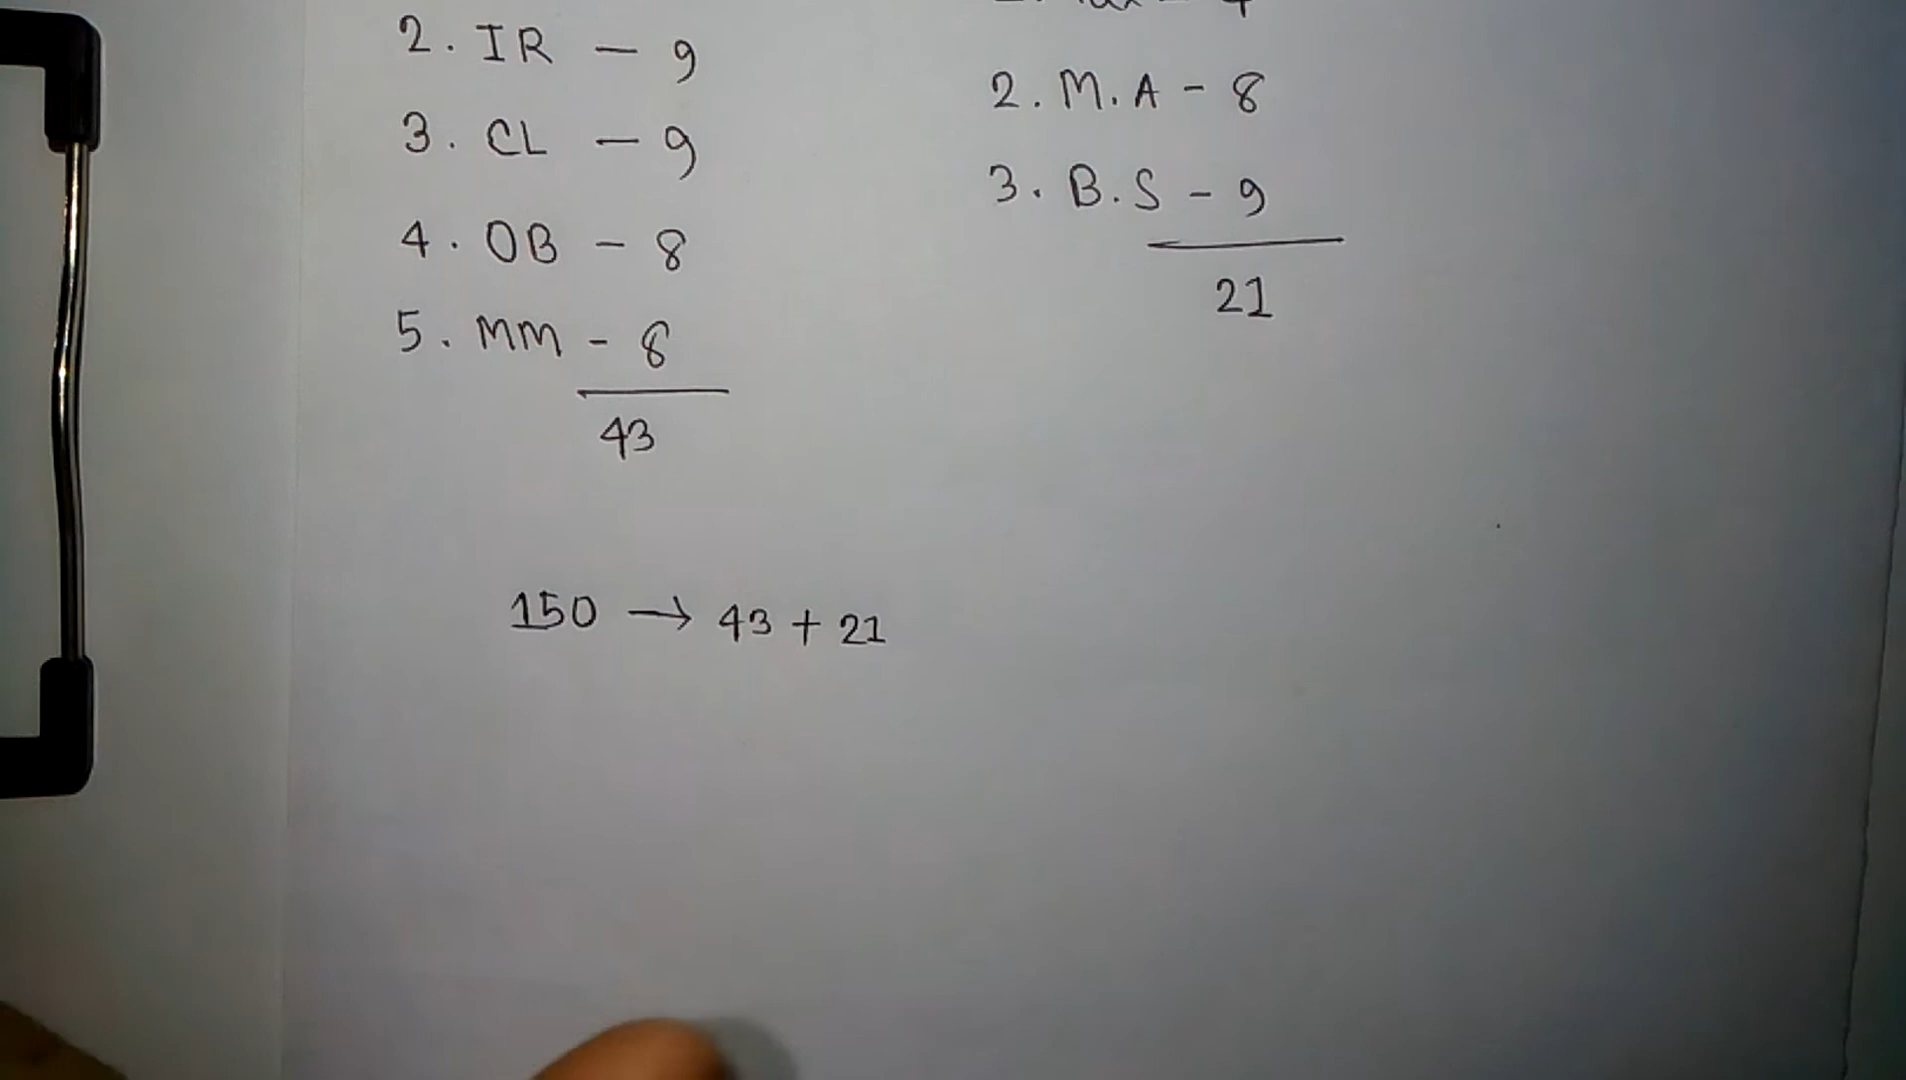 2. IR - 9
3. CL - 9
4. OB - 8
5. MM - 8
43
2. M.A - 8
3. B.S - 9
21
150 → 43 + 21